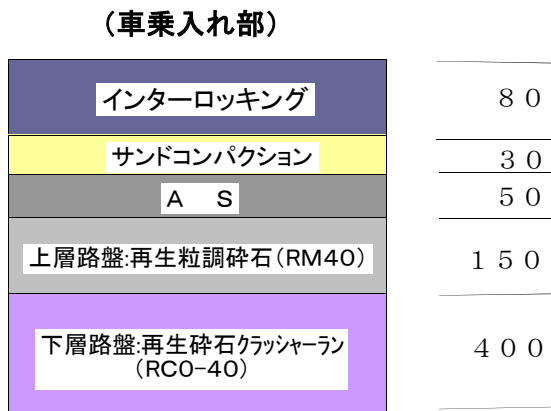 （車乗入れ部）
インターロッキング
８０
サンドコンパクション
３０
Ａ　Ｓ
５０
上層路盤:再生粒調砕石（RM40）
１５０
下層路盤:再生砕石ｸﾗｯｼｬｰﾗﾝ
（RC0-40）
４００